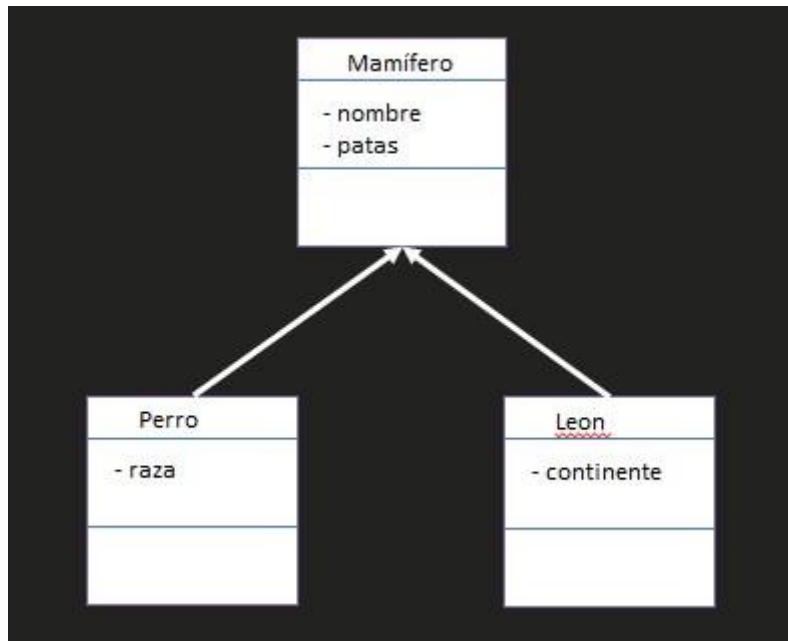 Mamífero
- nombre
- patas
Perro
- raza
Leon
- continente